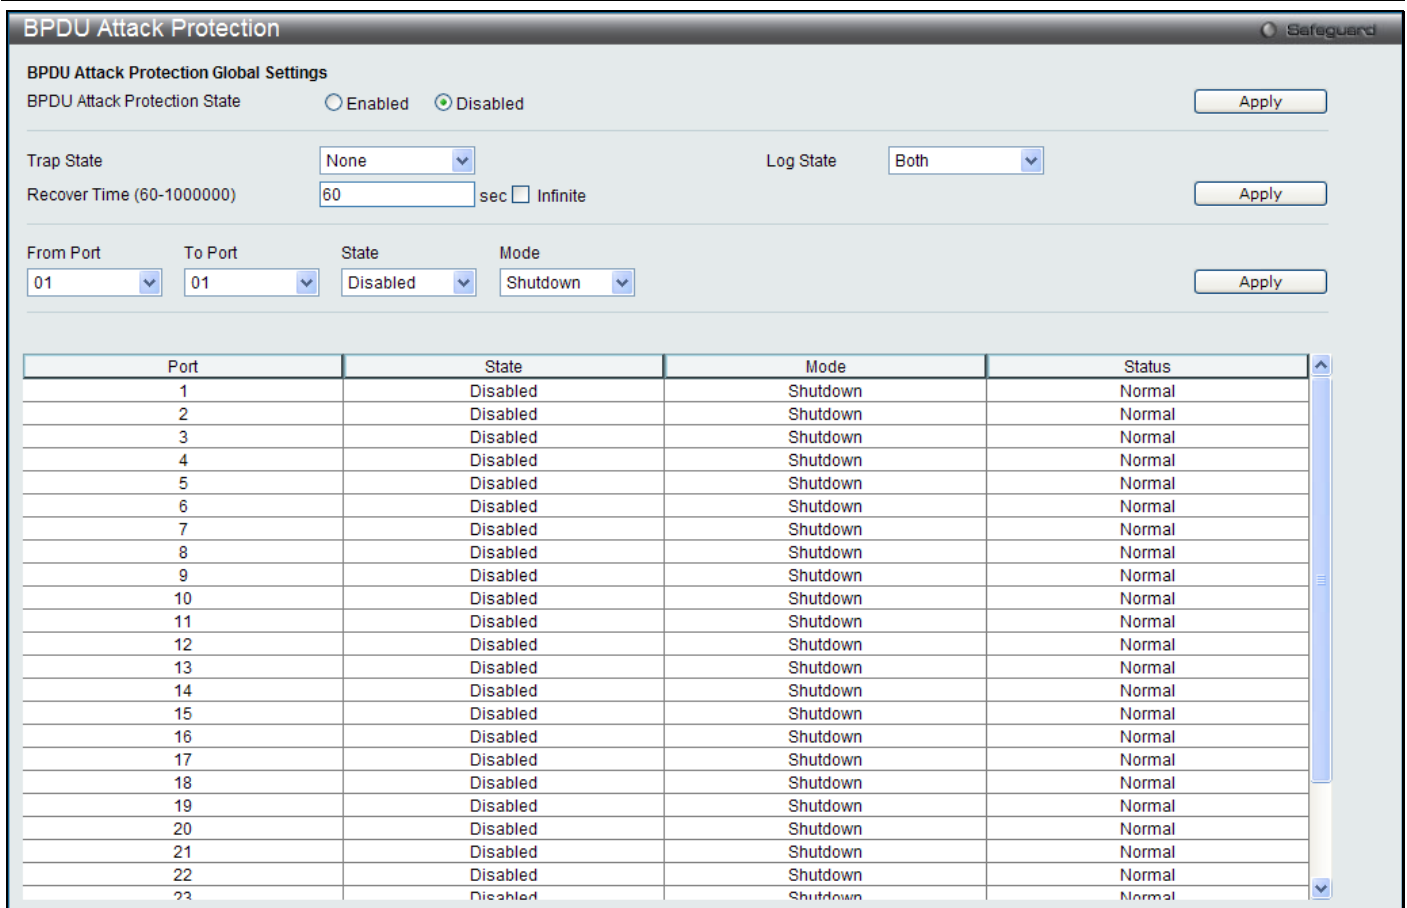 BPDU Attack Protection
Safeguard
BPDU Attack Protection Global Settings
BPDU Attack Protection State Enabled Disabled Apply
Trap State None Log State Both
Recover Time (60-1000000) 60 sec Infinite Apply
From Port To Port State Mode
01 01 Disabled Shutdown Apply
Port State Mode Status
1 Disabled Shutdown Normal
2 Disabled Shutdown Normal
3 Disabled Shutdown Normal
4 Disabled Shutdown Normal
5 Disabled Shutdown Normal
6 Disabled Shutdown Normal
7 Disabled Shutdown Normal
8 Disabled Shutdown Normal
9 Disabled Shutdown Normal
10 Disabled Shutdown Normal
11 Disabled Shutdown Normal
12 Disabled Shutdown Normal
13 Disabled Shutdown Normal
14 Disabled Shutdown Normal
15 Disabled Shutdown Normal
16 Disabled Shutdown Normal
17 Disabled Shutdown Normal
18 Disabled Shutdown Normal
19 Disabled Shutdown Normal
20 Disabled Shutdown Normal
21 Disabled Shutdown Normal
22 Disabled Shutdown Normal
23 Disabled Shutdown Normal